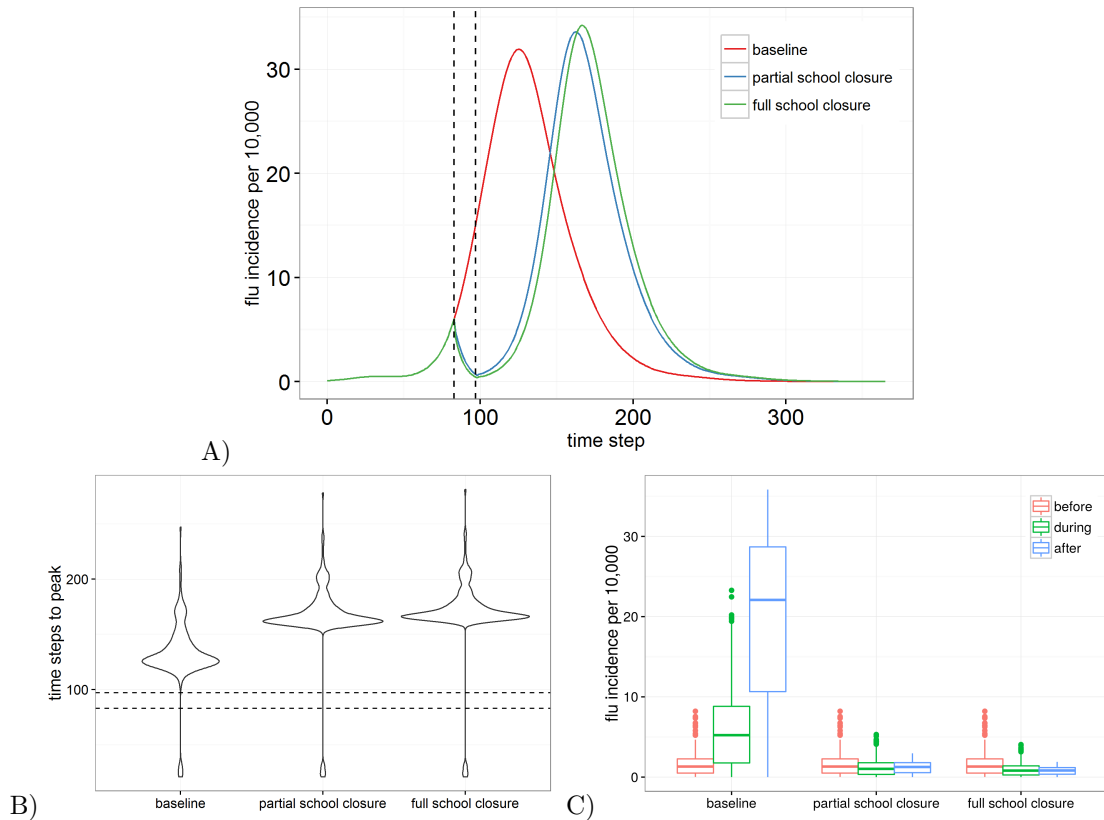 flu incidence per 10,000
30
20
10
0
0 100 200 300
time step
baseline
partial school closure
full school closure
A)
time steps to peak
200
100
baseline partial school closure full school closure
B)
flu incidence per 10,000
30
20
10
0
before
during
after
baseline partial school closure full school closure
C)